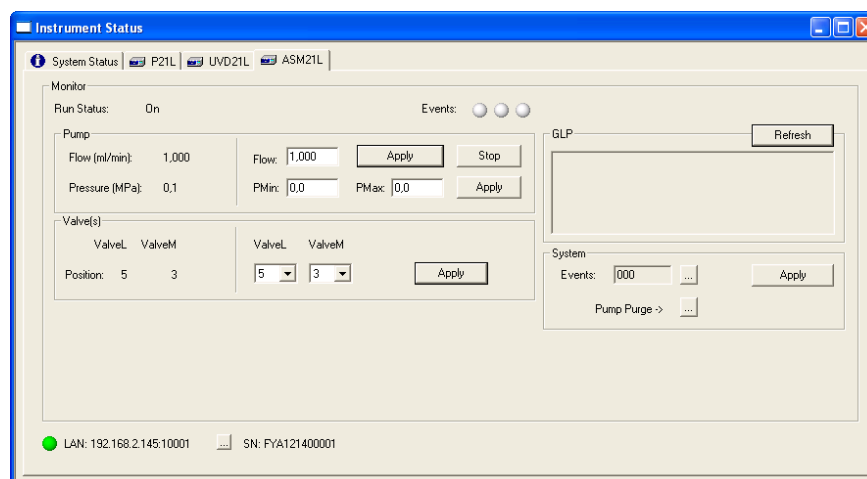 Instrument Status
System Status P21L UVD21L ASM21L
Monitor
Run Status: On Events:
Pump
Flow (ml/min): 1,000 Flow: 1,000 Apply Stop
Pressure (MPa): 0,1 PMin: 0,0 PMax: 0,0 Apply
GLP Refresh
Valve(s)
ValveL ValveM ValveL ValveM
Position: 5 3 5 3 Apply
System
Events: 000 ... Apply
Pump Purge -> ...
LAN: 192.168.2.145:10001 ... SN: FYA121400001